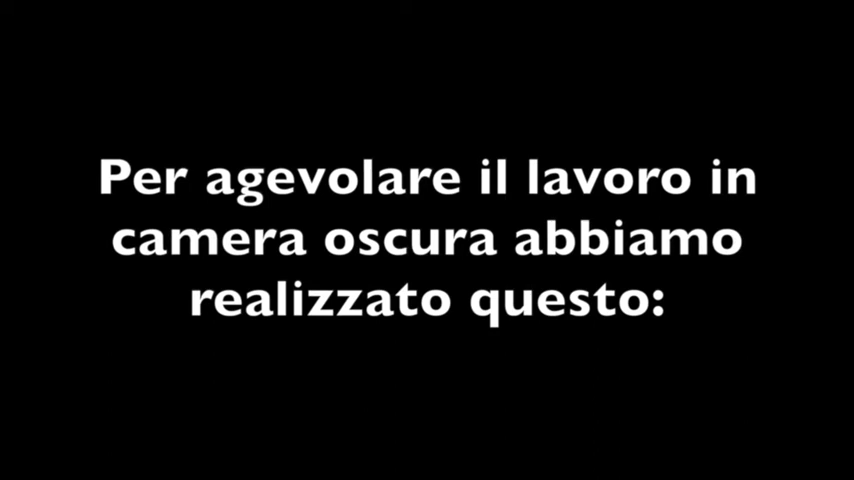 Per agevolare il lavoro in
camera oscura abbiamo
realizzato questo: